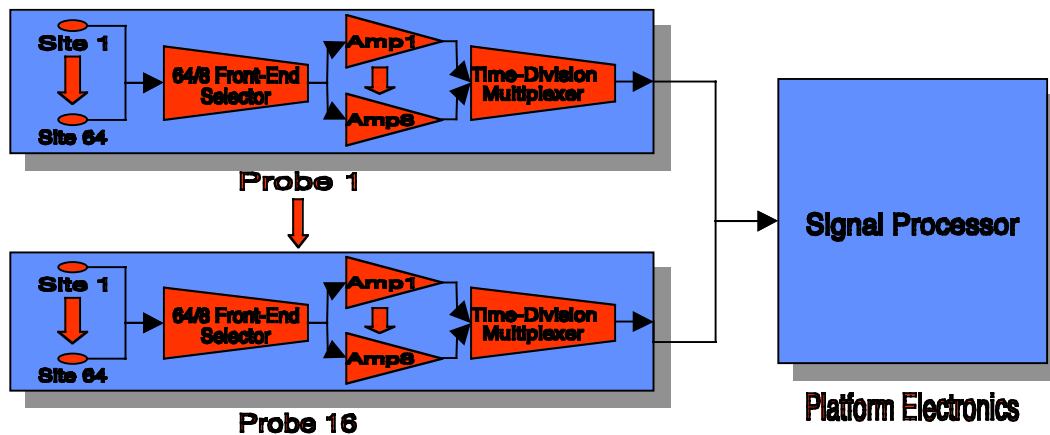 Site 1
Site 64
64/8 Front-End
Selector
Amp1
Amp8
Time-Division
Multiplexer
Probe 1
Site 1
Site 64
64/8 Front-End
Selector
Amp1
Amp8
Time-Division
Multiplexer
Probe 16
Signal Processor
Platform Electronics